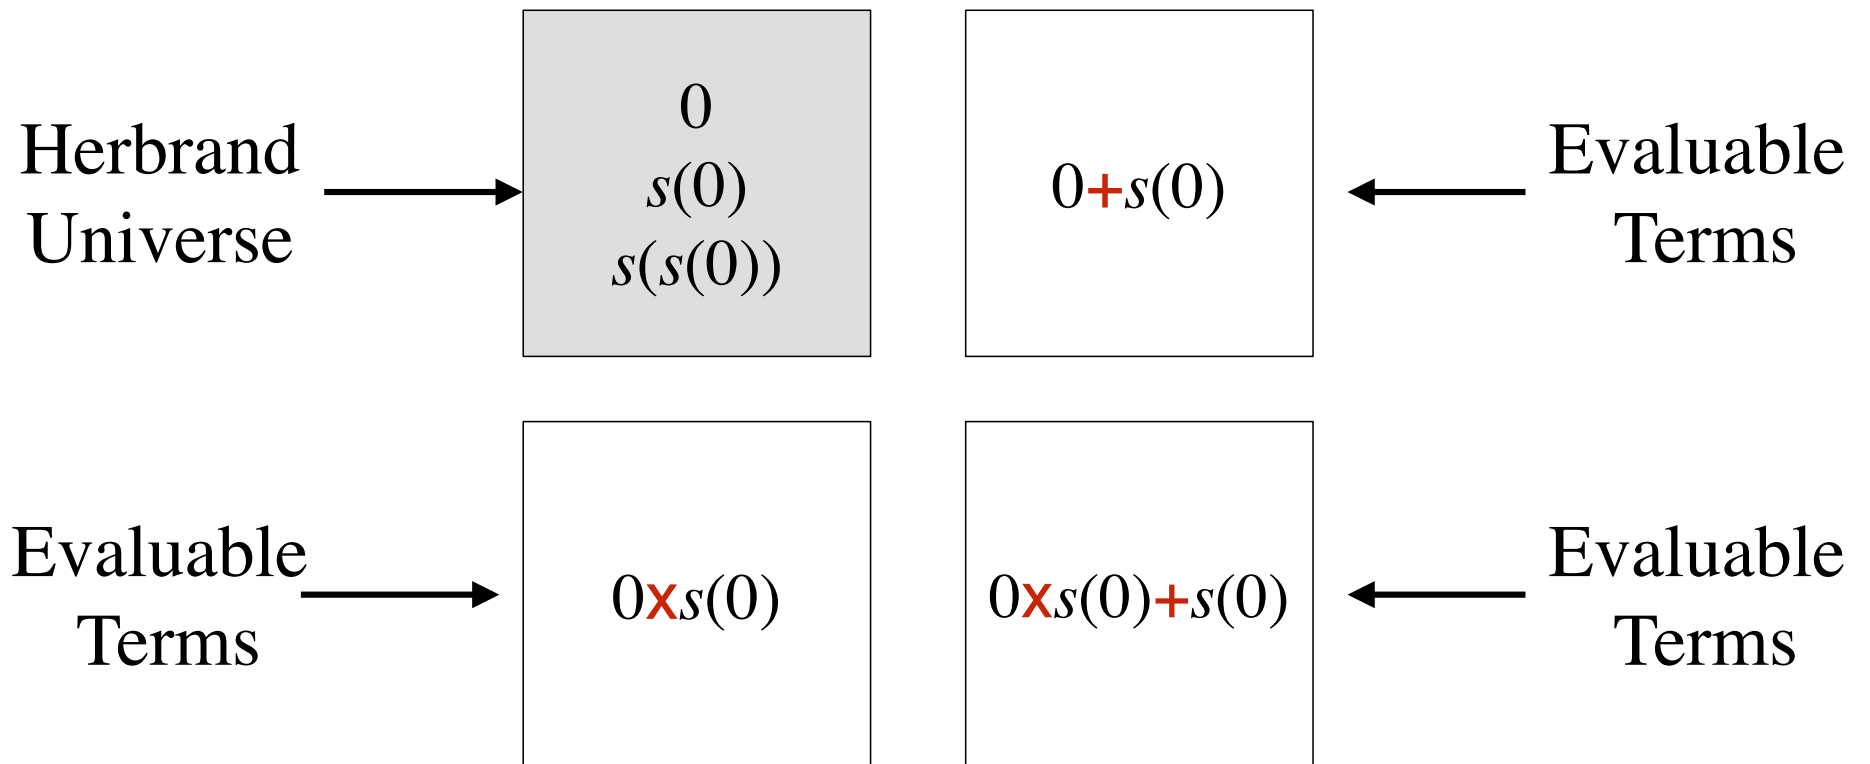 Herbrand
Universe
0
s(0)
s(s(0))
0+s(0)
Evaluable
Terms
Evaluable
Terms
0xs(0)
0xs(0)+s(0)
Evaluable
Terms